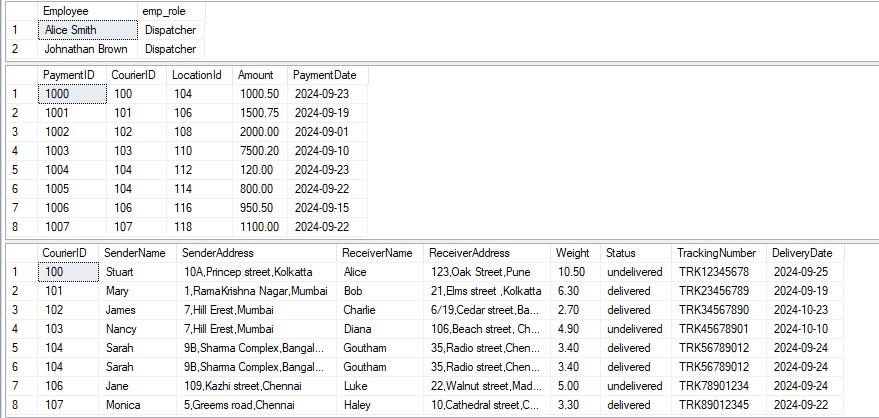 Employee emp_role
1 Alice Smith Dispatcher
2 Johnathan Brown Dispatcher
PaymentID CourierID LocationId Amount PaymentDate
1 1000 100 104 1000.50 2024-09-23
2 1001 101 106 1500.75 2024-09-19
3 1002 102 108 2000.00 2024-09-01
4 1003 103 110 7500.20 2024-09-10
5 1004 104 112 120.00 2024-09-23
6 1005 104 114 800.00 2024-09-22
7 1006 106 116 950.50 2024-09-15
8 1007 107 118 1100.00 2024-09-22
CourierID SenderName SenderAddress ReceiverName ReceiverAddress Weight Status TrackingNumber DeliveryDate
1 100 Stuart 10A,Princep street,Kolkatta Alice 123,Oak Street,Pune 10.50 undelivered TRK12345678 2024-09-25
2 101 Mary 1,RamaKrishna Nagar,Mumbai Bob 21,Elms street ,Kolkatta 6.30 delivered TRK23456789 2024-09-19
3 102 James 7,Hill Erest,Mumbai Charlie 6/19,Cedar street,Ba... 2.70 delivered TRK34567890 2024-10-23
4 103 Nancy 7,Hill Erest,Mumbai Diana 106,Beach street, Ch... 4.90 undelivered TRK45678901 2024-10-10
5 104 Sarah 9B,Sharma Complex,Bangal... Goutham 35,Radio street,Chen... 3.40 delivered TRK56789012 2024-09-24
6 104 Sarah 9B,Sharma Complex,Bangal... Goutham 35,Radio street,Chen... 3.40 delivered TRK56789012 2024-09-24
7 106 Jane 109,Kazhi street,Chennai Luke 22,Walnut street,Mad... 5.00 undelivered TRK78901234 2024-09-24
8 107 Monica 5,Greems road,Chennai Haley 10,Cathedral street,C... 3.30 delivered TRK89012345 2024-09-22